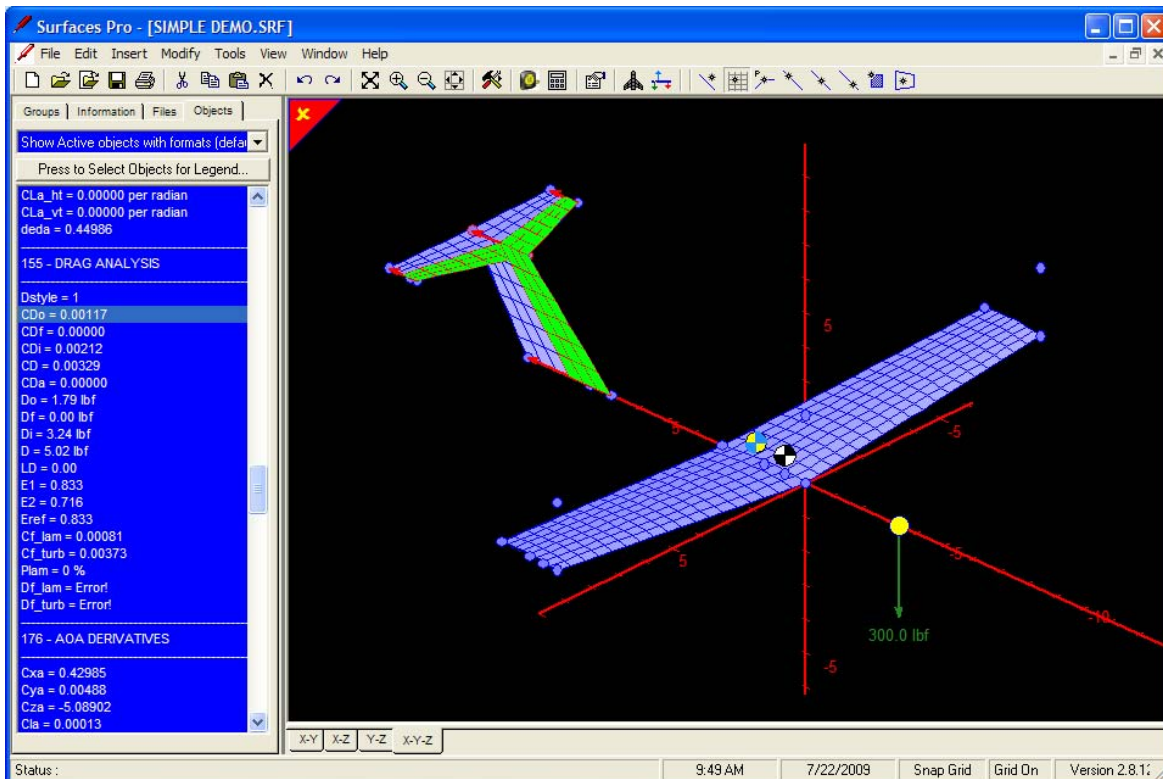 Surfaces Pro - [SIMPLE DEMO.SRF]
File Edit Insert Modify Tools View Window Help
Groups Information Files Objects
Show Active objects with formats (defau
Press to Select Objects for Legend...
CLa_ht = 0.00000 per radian
CLa_vt = 0.00000 per radian
deda = 0.44986
155 - DRAG ANALYSIS
Dstyle = 1
CDo = 0.00117
CDf = 0.00000
CDi = 0.00212
CD = 0.00329
CDa = 0.00000
Do = 1.79 lbf
Df = 0.00 lbf
Di = 3.24 lbf
D = 5.02 lbf
LD = 0.00
E1 = 0.833
E2 = 0.716
Eref = 0.833
Cf_lam = 0.00081
Cf_turb = 0.00373
Plam = 0 %
Df_lam = Error!
Df_turb = Error!
176 - AOA DERIVATIVES
Cxa = 0.42985
Cya = 0.00488
Cza = -5.08902
Cla = 0.00013
5
5
-5
5
-5
-10
300.0 lbf
-5
X-Y X-Z Y-Z X-Y-Z
Status : 9:49 AM 7/22/2009 Snap Grid Grid On Version 2.8.12